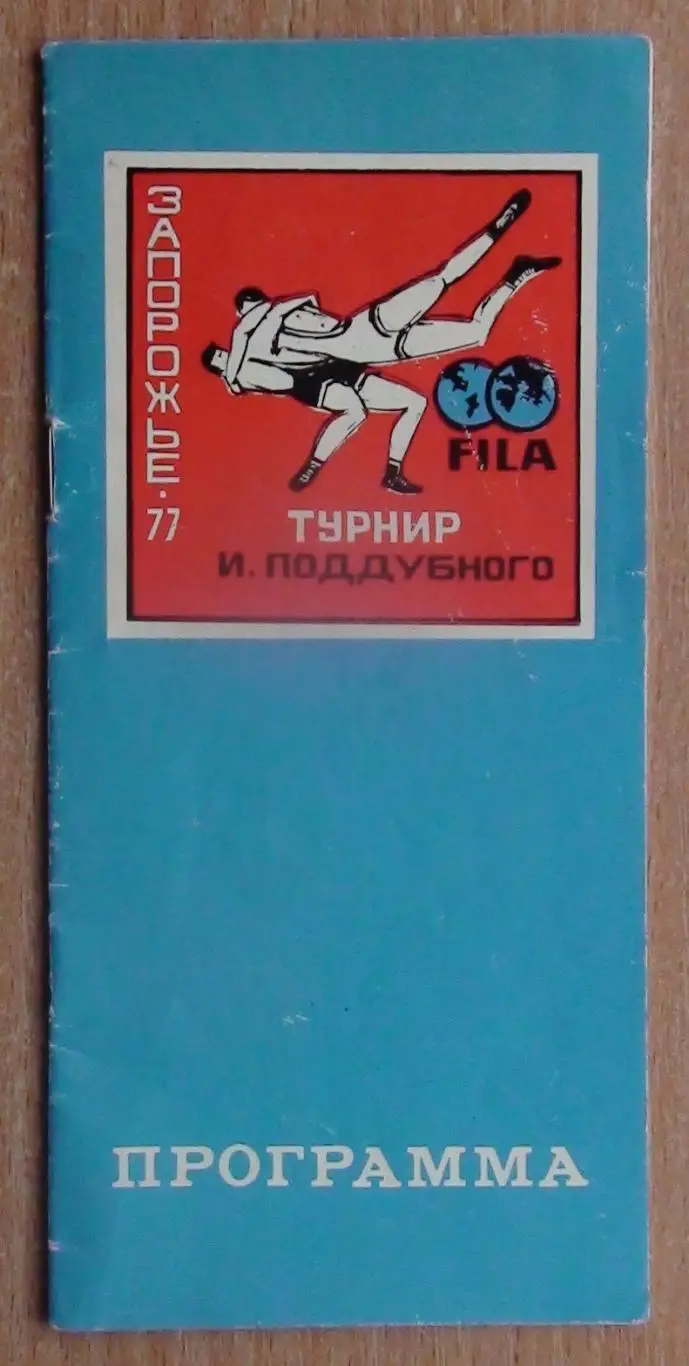 ЗАПОРОЖЬЕ·77
FILA
ТУРНИР
И. ПОДДУБНОГО
ПРОГРАММА